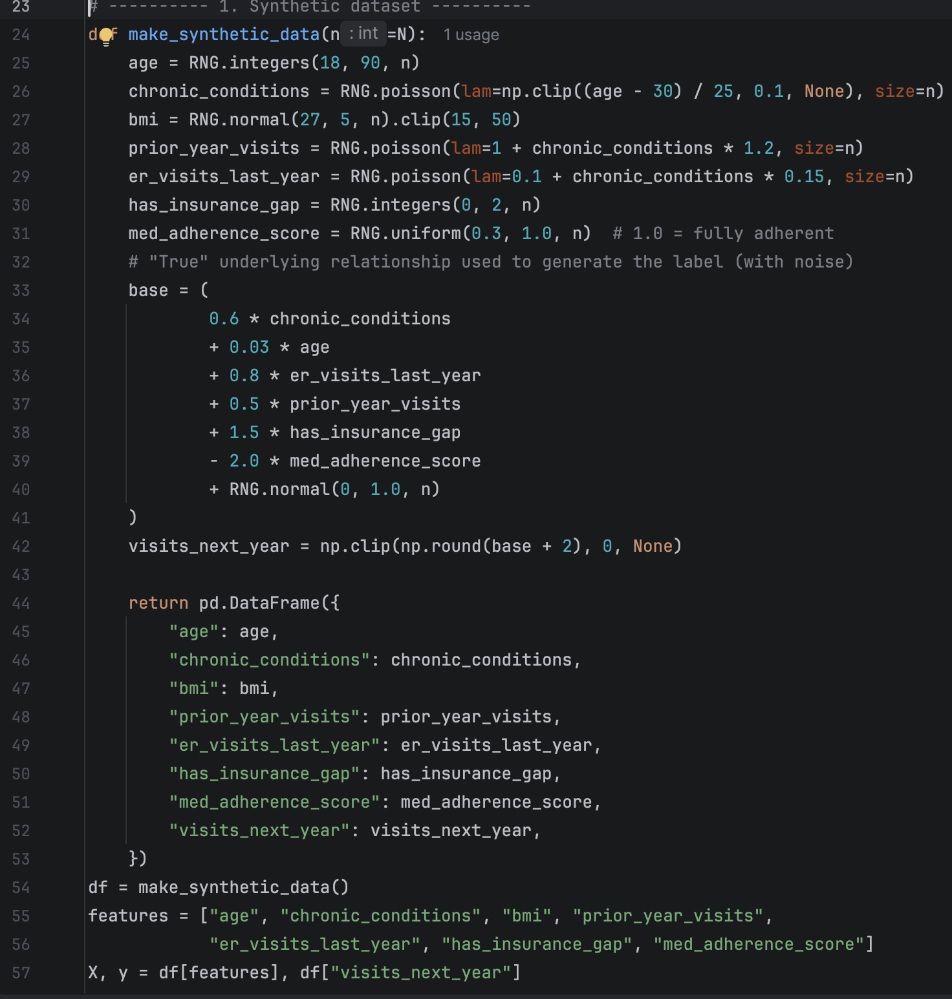 23 # ---------- 1. Synthetic dataset ----------
24 def make_synthetic_data(n : int =N): 1 usage
25     age = RNG.integers(18, 90, n)
26     chronic_conditions = RNG.poisson(lam=np.clip((age - 30) / 25, 0.1, None), size=n)
27     bmi = RNG.normal(27, 5, n).clip(15, 50)
28     prior_year_visits = RNG.poisson(lam=1 + chronic_conditions * 1.2, size=n)
29     er_visits_last_year = RNG.poisson(lam=0.1 + chronic_conditions * 0.15, size=n)
30     has_insurance_gap = RNG.integers(0, 2, n)
31     med_adherence_score = RNG.uniform(0.3, 1.0, n)  # 1.0 = fully adherent
32     # "True" underlying relationship used to generate the label (with noise)
33     base = (
34             0.6 * chronic_conditions
35             + 0.03 * age
36             + 0.8 * er_visits_last_year
37             + 0.5 * prior_year_visits
38             + 1.5 * has_insurance_gap
39             - 2.0 * med_adherence_score
40             + RNG.normal(0, 1.0, n)
41     )
42     visits_next_year = np.clip(np.round(base + 2), 0, None)
43
44     return pd.DataFrame({
45         "age": age,
46         "chronic_conditions": chronic_conditions,
47         "bmi": bmi,
48         "prior_year_visits": prior_year_visits,
49         "er_visits_last_year": er_visits_last_year,
50         "has_insurance_gap": has_insurance_gap,
51         "med_adherence_score": med_adherence_score,
52         "visits_next_year": visits_next_year,
53     })
54 df = make_synthetic_data()
55 features = ["age", "chronic_conditions", "bmi", "prior_year_visits",
56             "er_visits_last_year", "has_insurance_gap", "med_adherence_score"]
57 X, y = df[features], df["visits_next_year"]